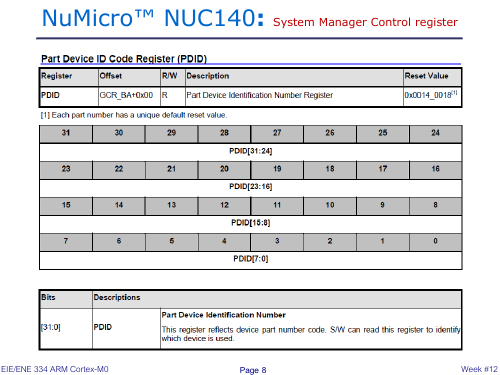 NuMicro™ NUC140: System Manager Control register
Part Device ID Code Register (PDID)
Register Offset R/W Description Reset Value
PDID GCR_BA+0x00 R Part Device Identification Number Register 0x0014_0018[1]
[1] Each part number has a unique default reset value.
31 30 29 28 27 26 25 24
PDID[31:24]
23 22 21 20 19 18 17 16
PDID[23:16]
15 14 13 12 11 10 9 8
PDID[15:8]
7 6 5 4 3 2 1 0
PDID[7:0]
Bits Descriptions
[31:0] PDID Part Device Identification Number
This register reflects device part number code. S/W can read this register to identify
which device is used.
EIE/ENE 334 ARM Cortex-M0 Page 8 Week #12